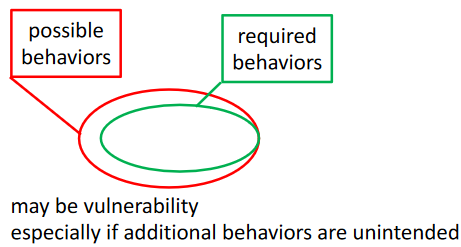 possible
behaviors
required
behaviors
may be vulnerability
especially if additional behaviors are unintended